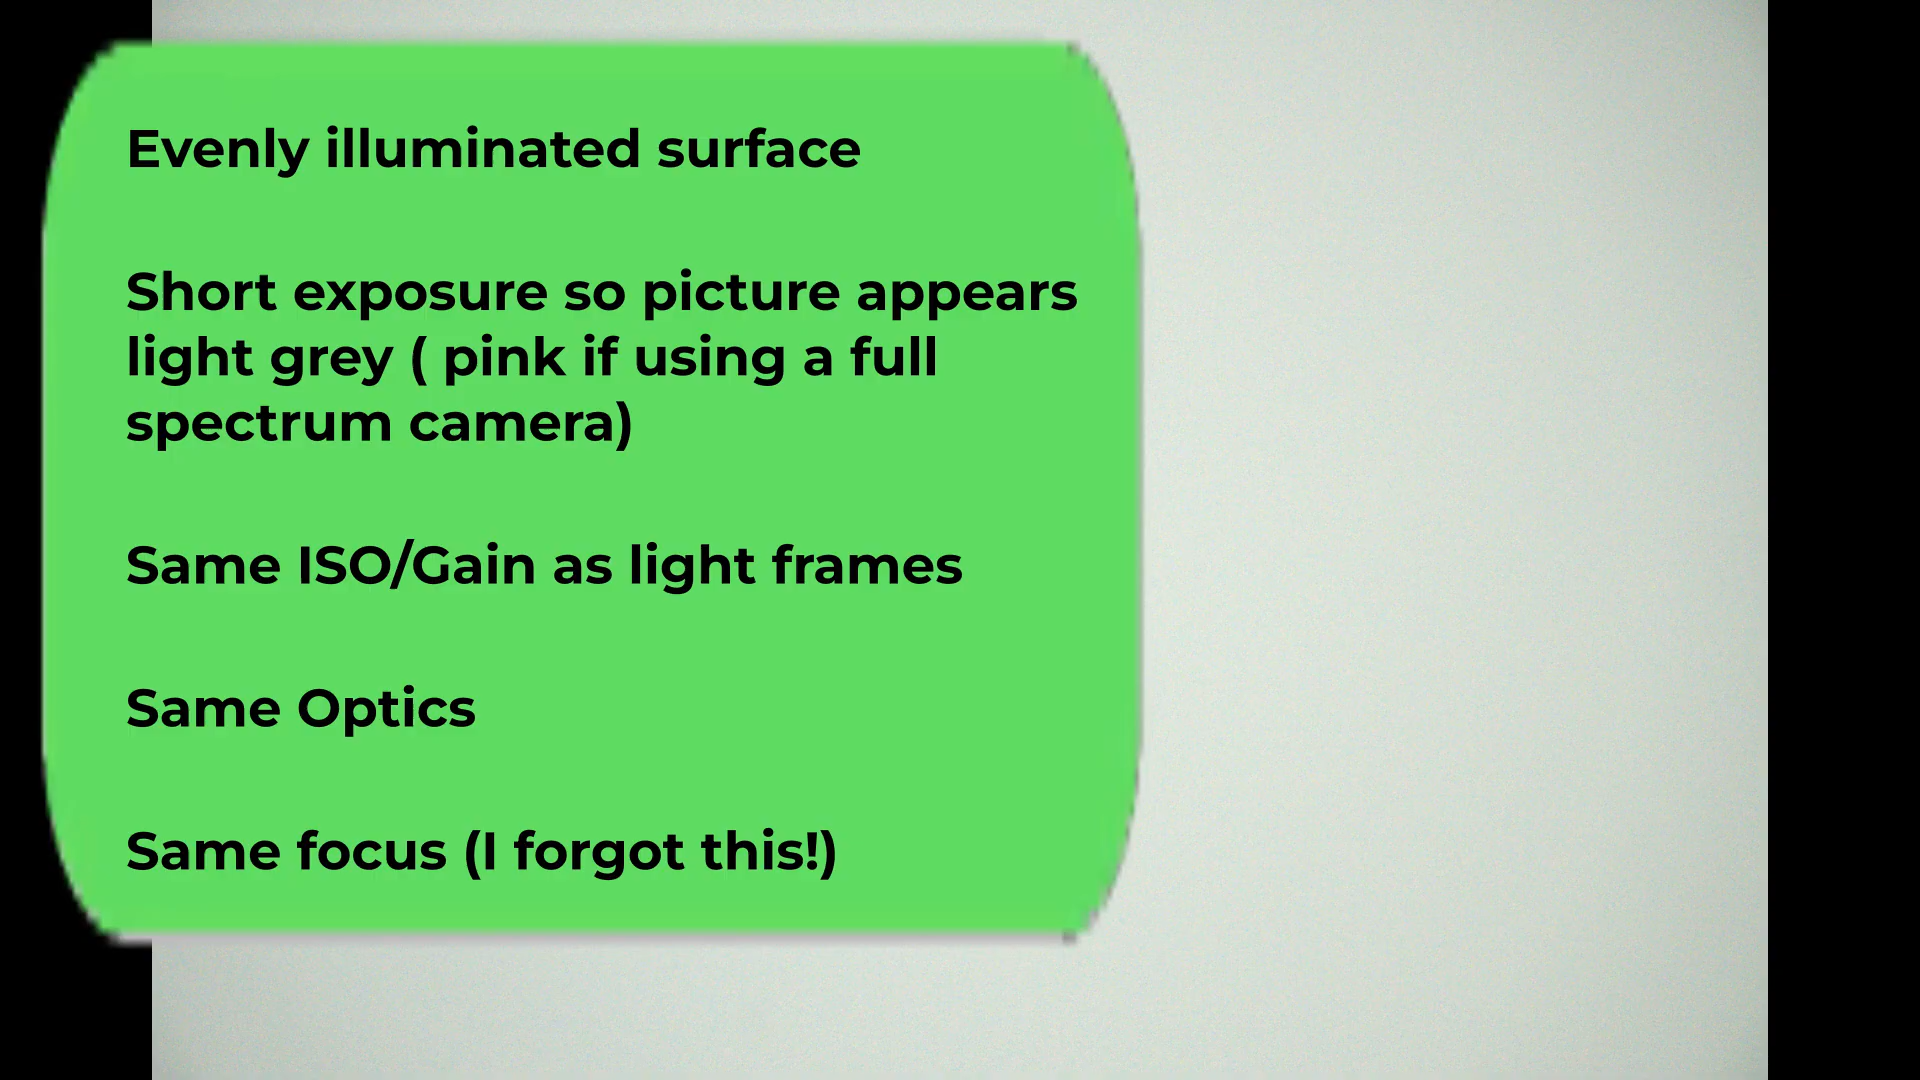 Evenly illuminated surface
Short exposure so picture appears
light grey ( pink if using a full
spectrum camera)
Same ISO/Gain as light frames
Same Optics
Same focus (I forgot this!)